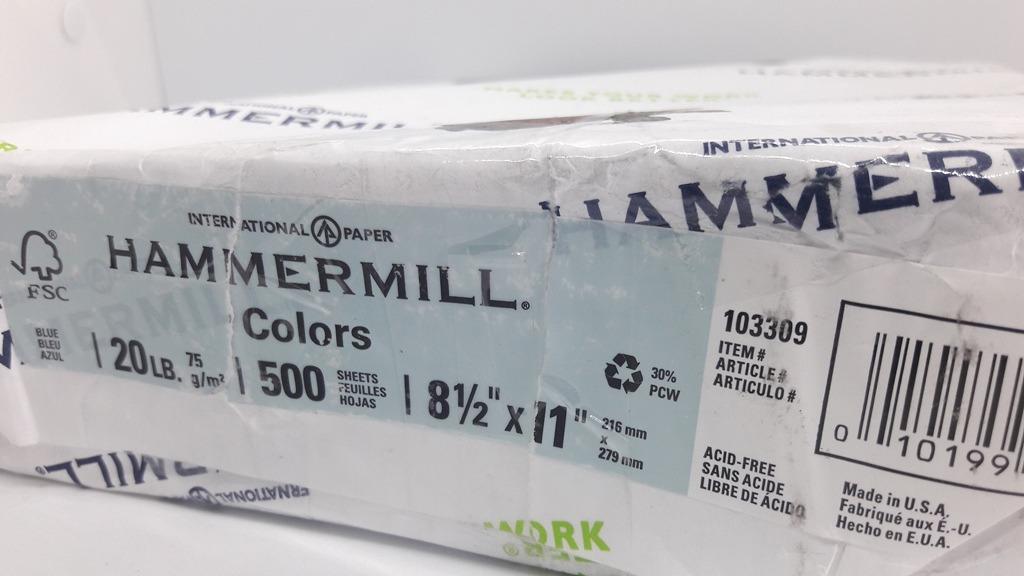 INTERNATIONAL PAPER
HAMMERMILL
INTERNATIONAL
HAMMERMILL
FSC®
INTERNATIONAL PAPER
HAMMERMILL®
Colors
BLUE
BLEU
AZUL
20 LB. 75 g/m²
500 SHEETS
FEUILLES
HOJAS
8½" x 11"
216 mm
x
279 mm
30%
PCW
103309
ITEM #
ARTICLE #
ARTICULO #
ACID-FREE
SANS ACIDE
LIBRE DE ÁCIDO
0 10199
Made in U.S.A.
Fabriqué aux É.-U.
Hecho en E.U.A.
WORK